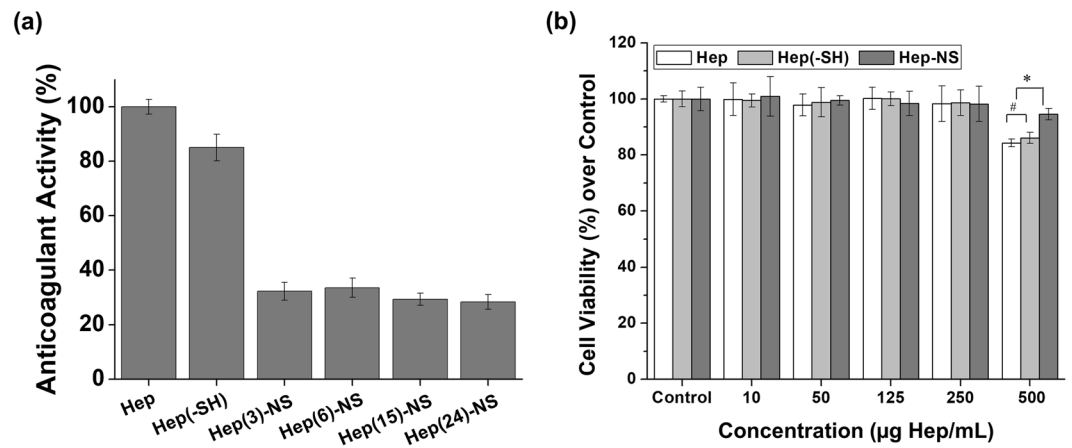 (a)
Anticoagulant Activity (%)
100
80
60
40
20
0
Hep
Hep(-SH)
Hep(3)-NS
Hep(6)-NS
Hep(15)-NS
Hep(24)-NS
(b)
Cell Viability (%) over Control
120
100
80
60
40
20
0
Hep Hep(-SH) Hep-NS
*
#
Control 10 50 125 250 500
Concentration (µg Hep/mL)